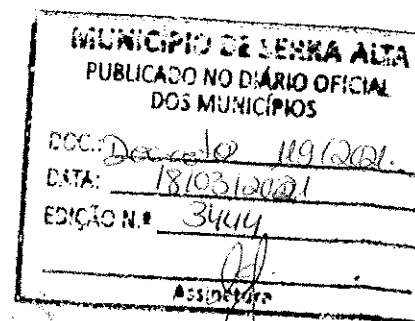 MUNICÍPIO DE SERRA ALTA
PUBLICADO NO DIÁRIO OFICIAL
DOS MUNICÍPIOS
DOC.: Decreto 119/2021.
DATA: 18/03/2021
EDIÇÃO N.º 3444
Assinatura